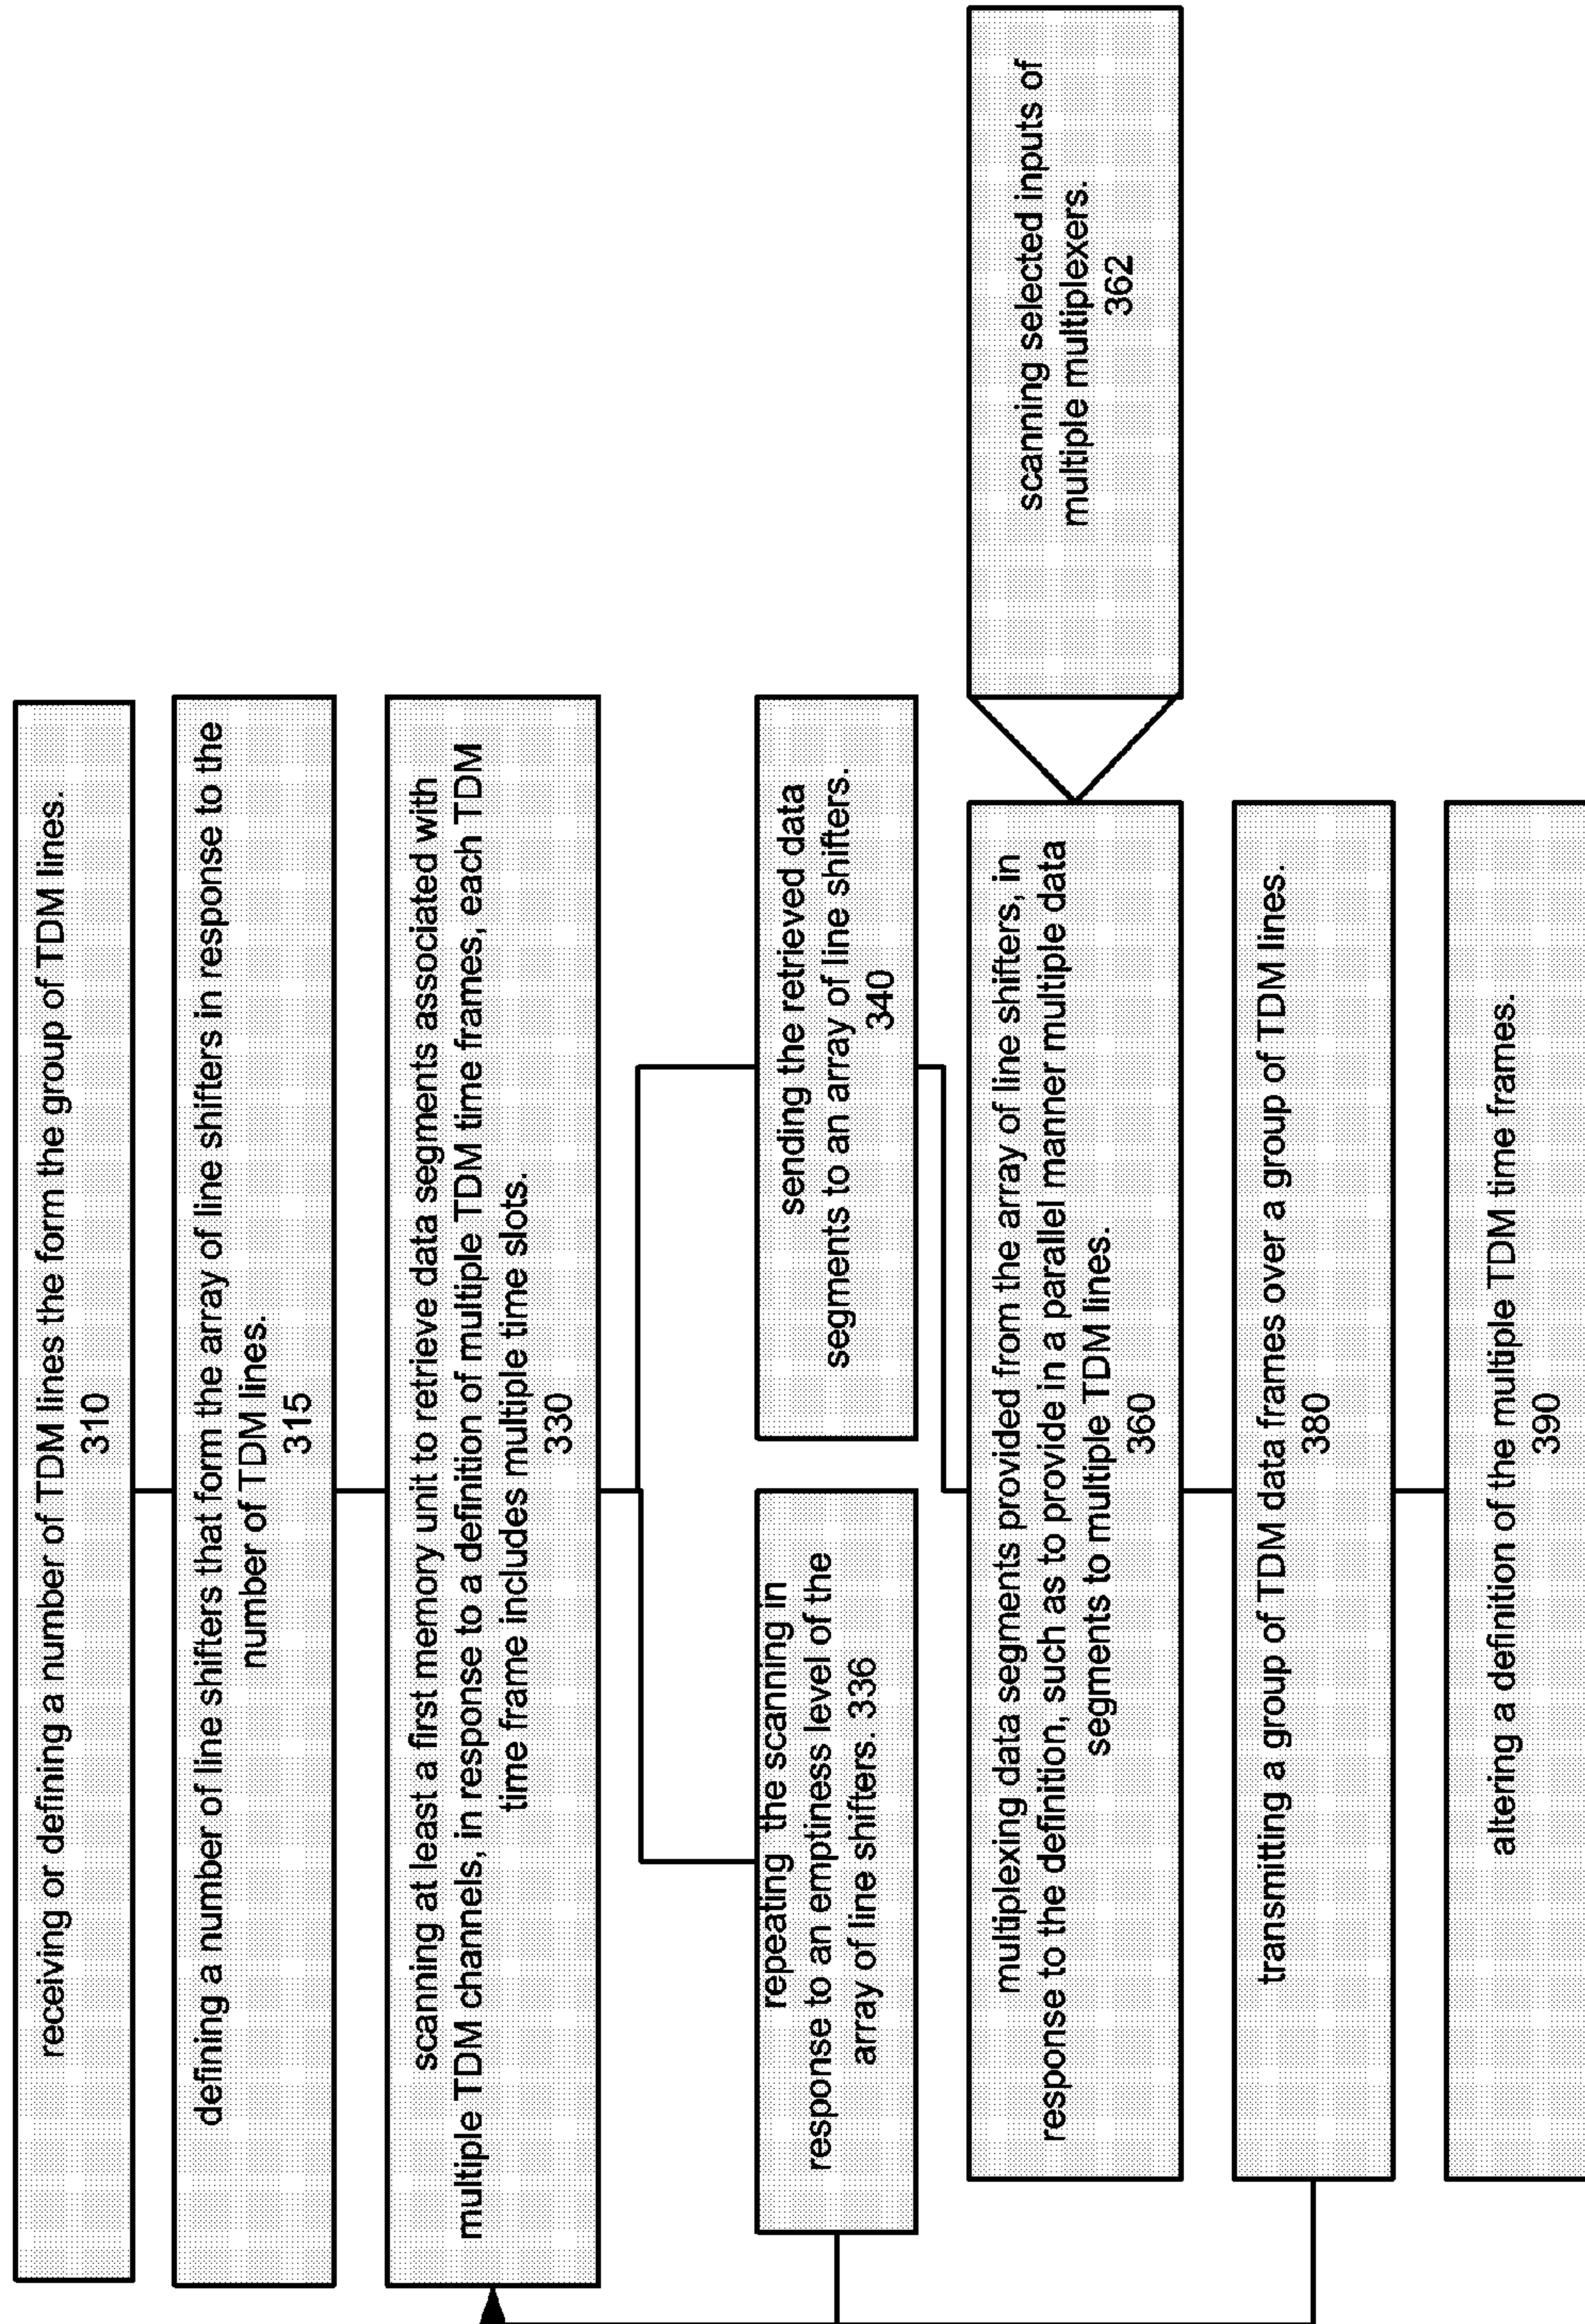 receiving or defining a number of TDM lines the form the group of TDM lines.
310
defining a number of line shifters that form the array of line shifters in response to the
number of TDM lines.
315
scanning at least a first memory unit to retrieve data segments associated with
multiple TDM channels, in response to a definition of multiple TDM time frames, each TDM
time frame includes multiple time slots.
330
repeating the scanning in
response to an emptiness level of the
array of line shifters. 336
sending the retrieved data
segments to an array of line shifters.
340
multiplexing data segments provided from the array of line shifters, in
response to the definition, such as to provide in a parallel manner multiple data
segments to multiple TDM lines.
360
scanning selected inputs of
multiple multiplexers.
362
transmitting a group of TDM data frames over a group of TDM lines.
380
altering a definition of the multiple TDM time frames.
390